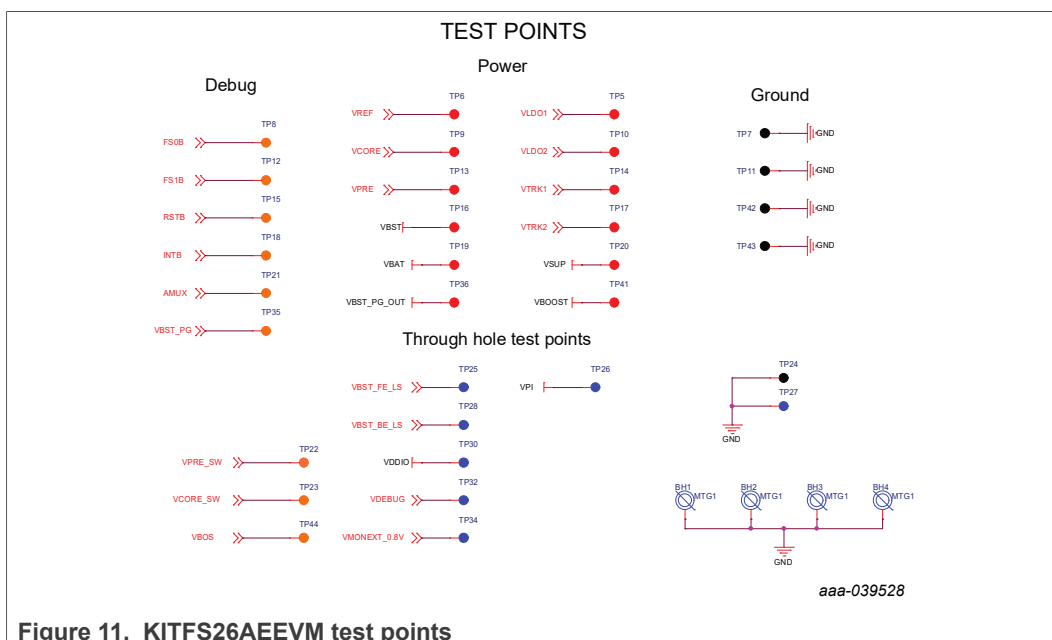 TEST POINTS
Debug
Power
Ground
TP8
FS0B
TP12
FS1B
TP15
RSTB
TP18
INTB
TP21
AMUX
TP35
VBST_PG
TP6
VREF
TP9
VCORE
TP13
VPRE
TP16
VBST
TP19
VBAT
TP36
VBST_PG_OUT
TP5
VLDO1
TP10
VLDO2
TP14
VTRK1
TP17
VTRK2
TP20
VSUP
TP41
VBOOST
TP7 GND
TP11 GND
TP42 GND
TP43 GND
Through hole test points
TP25
VBST_FE_LS
TP26
VPI
TP28
VBST_BE_LS
TP30
VDDIO
TP32
VDEBUG
TP34
VMONEXT_0.8V
TP22
VPRE_SW
TP23
VCORE_SW
TP44
VBOS
TP24
TP27
GND
BH1
MTG1
BH2
MTG1
BH3
MTG1
BH4
MTG1
GND
aaa-039528
Figure 11. KITFS26AEEVM test points